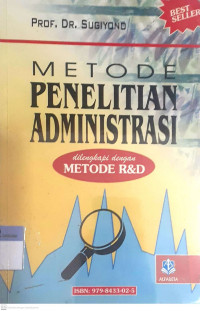 PROF. DR. SUGIYONO
BEST
SELLER
METODE
PENELITIAN
ADMINISTRASI
dilengkapi dengan
METODE R&D
ALFABETA
ISBN: 979-8433-02-5